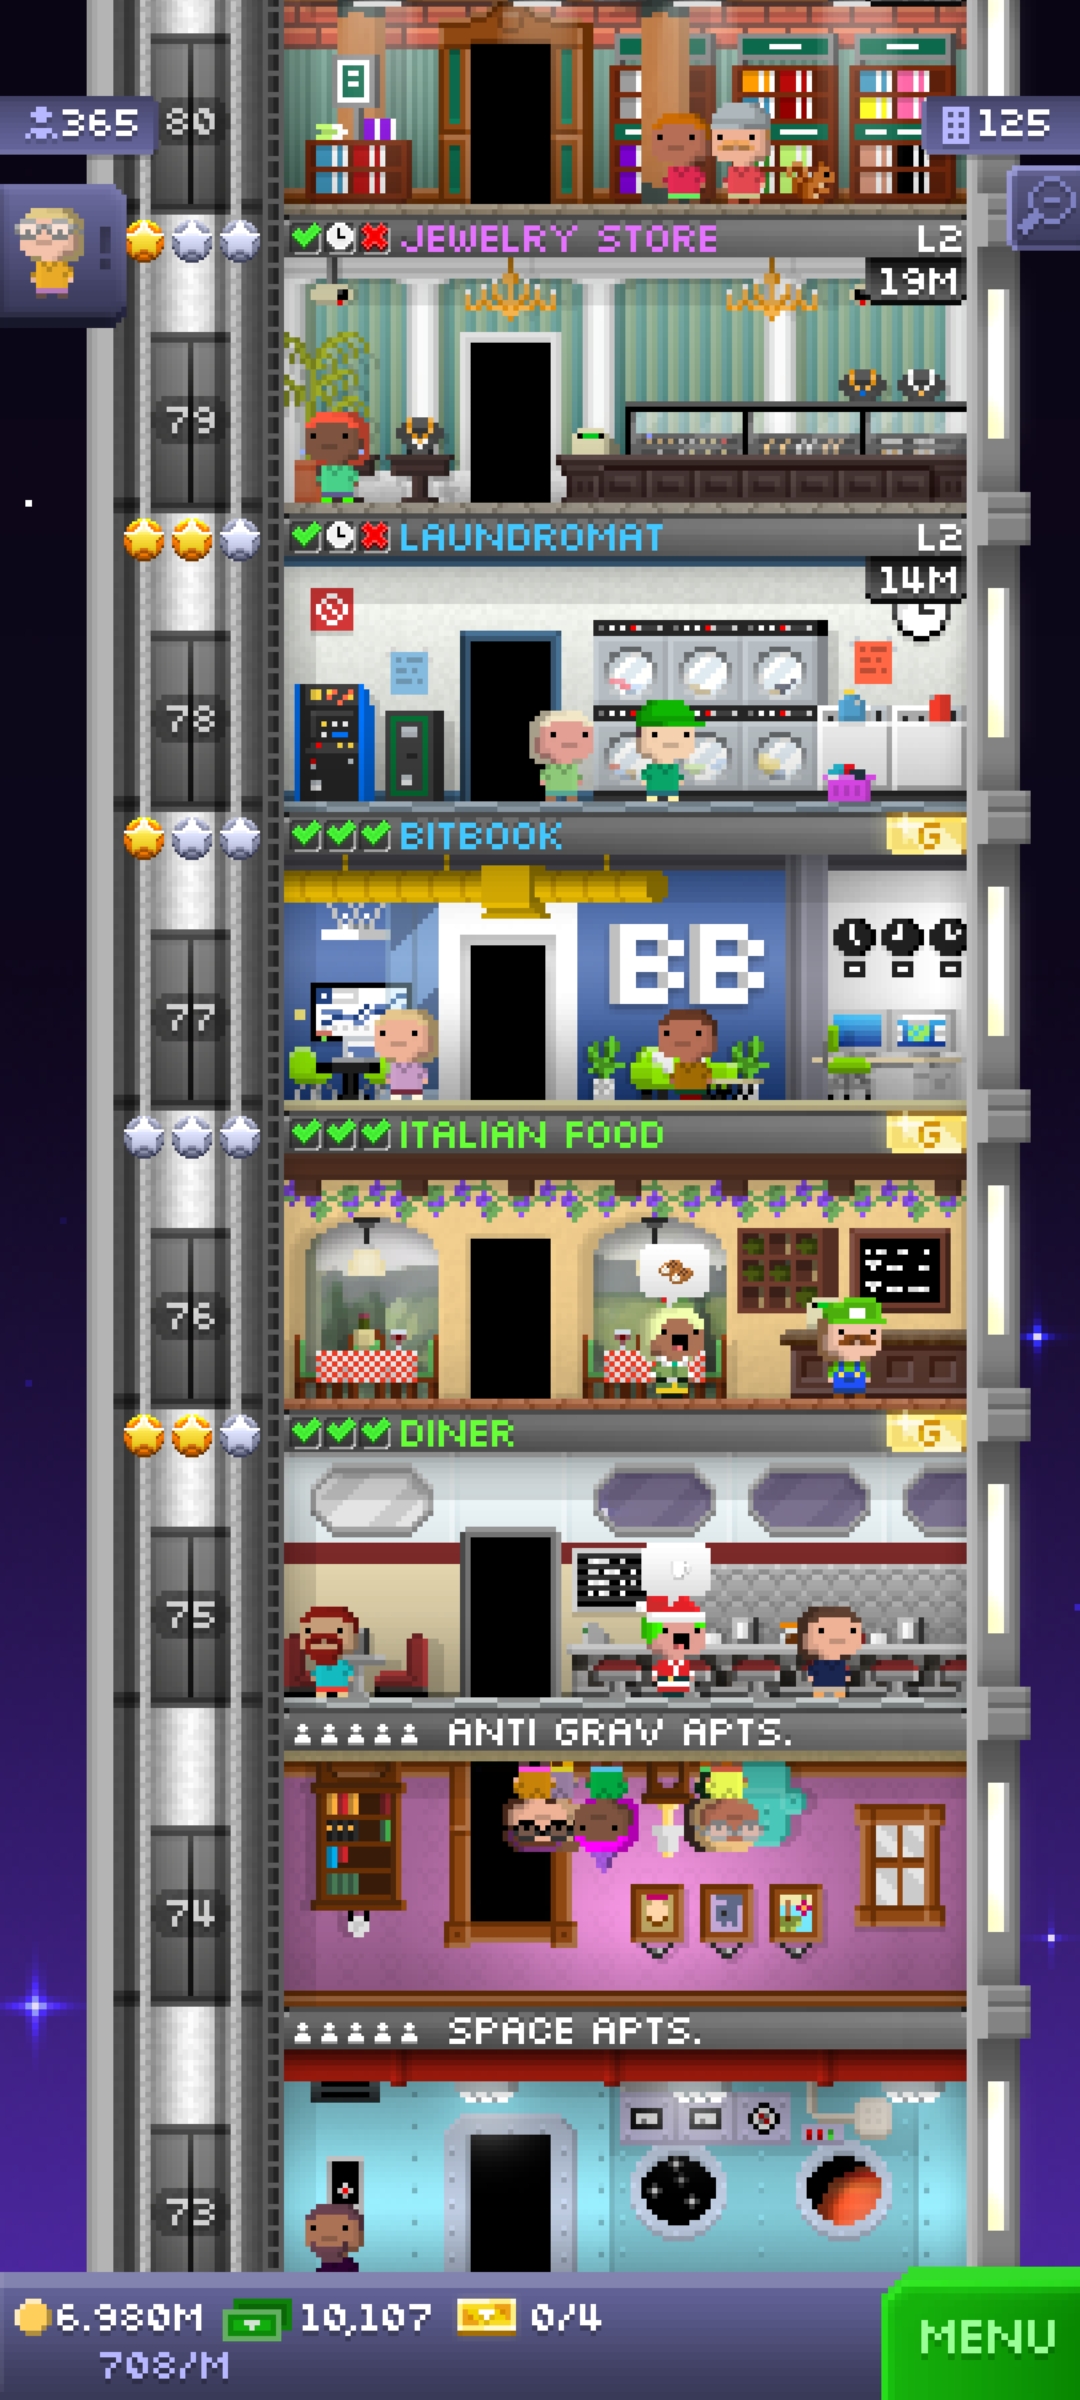 365
80
125
JEWELRY STORE L2
19M
79
LAUNDROMAT L2
14M
78
BITBOOK G
BB
77
ITALIAN FOOD G
76
DINER G
75
ANTI GRAV APTS.
74
SPACE APTS.
73
6.980M 10,107 0/4
708/M
MENU